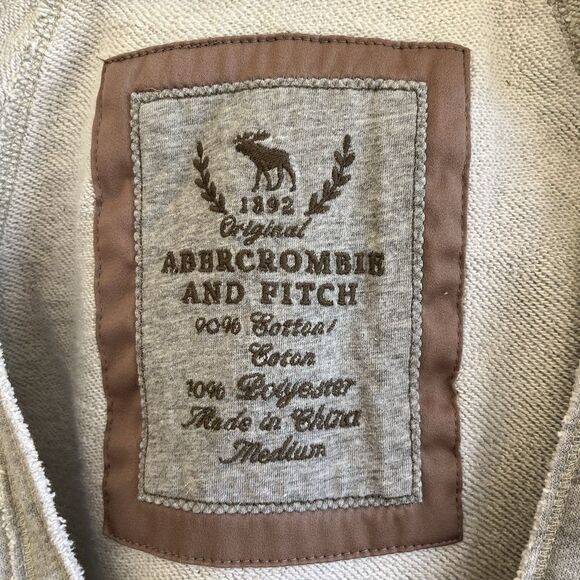 1892
Original
ABERCROMBIE
AND FITCH
90% Cotton/
Coton
10% Polyester
Made in China
Medium